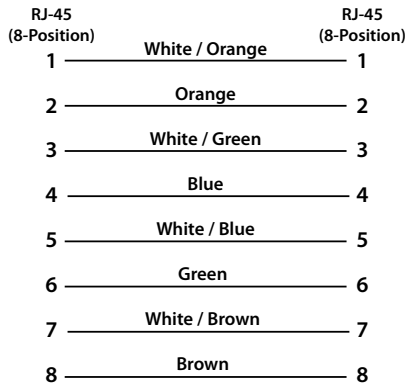 RJ-45 RJ-45
(8-Position) (8-Position)
1 White / Orange 1
2 Orange 2
3 White / Green 3
4 Blue 4
5 White / Blue 5
6 Green 6
7 White / Brown 7
8 Brown 8